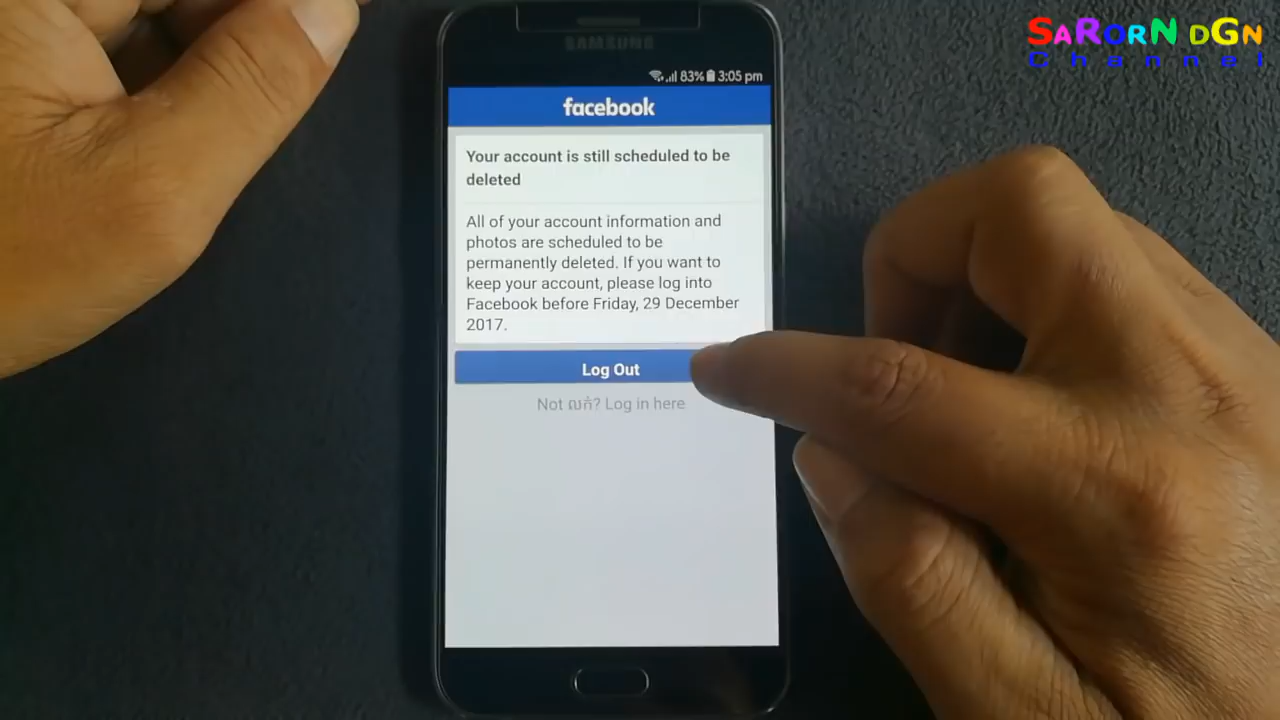 SaRorN dGn
Channel
SAMSUNG
83% 3:05 pm
facebook
Your account is still scheduled to be
deleted
All of your account information and
photos are scheduled to be
permanently deleted. If you want to
keep your account, please log into
Facebook before Friday, 29 December
2017.
Log Out
Not លក់? Log in here